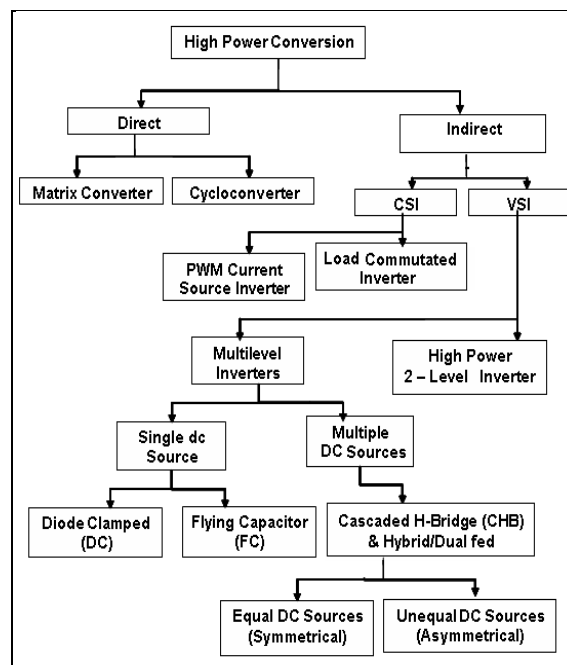 High Power Conversion
Direct
Indirect
Matrix Converter
Cycloconverter
CSI
VSI
PWM Current
Source Inverter
Load Commutated
Inverter
Multilevel
Inverters
High Power
2 – Level Inverter
Single dc
Source
Multiple
DC Sources
Diode Clamped
(DC)
Flying Capacitor
(FC)
Cascaded H-Bridge (CHB)
& Hybrid/Dual fed
Equal DC Sources
(Symmetrical)
Unequal DC Sources
(Asymmetrical)